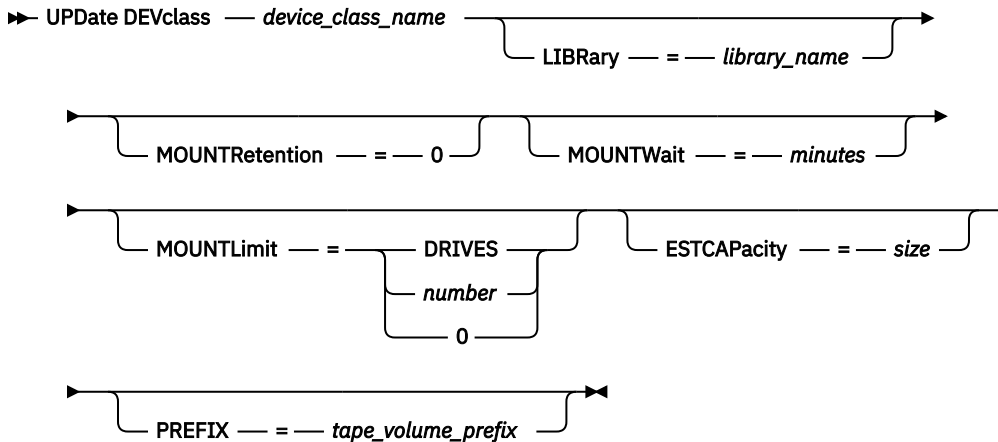 UPDate DEVclass device_class_name
LIBRary = library_name
MOUNTRetention = 0 MOUNTWait = minutes
MOUNTLimit = DRIVES ESTCAPacity = size
number
0
PREFIX = tape_volume_prefix